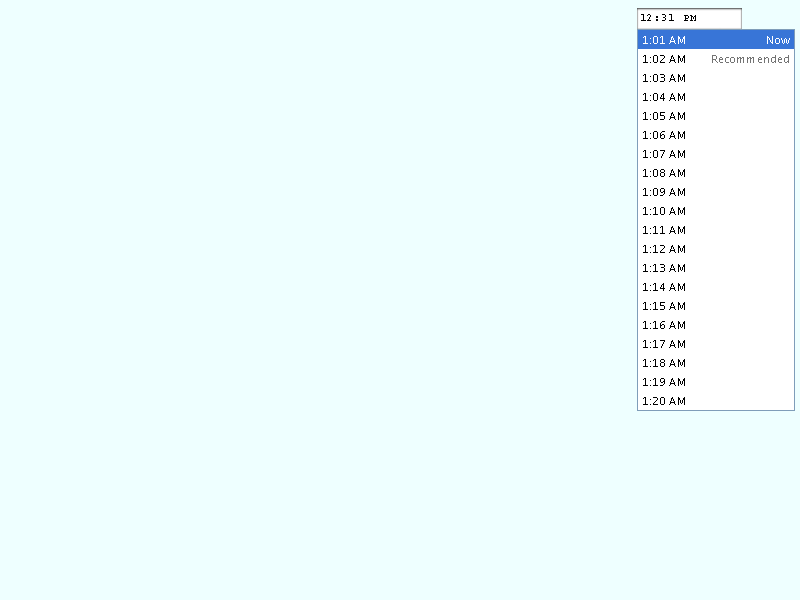 12:31 PM
1:01 AM Now
1:02 AM Recommended
1:03 AM
1:04 AM
1:05 AM
1:06 AM
1:07 AM
1:08 AM
1:09 AM
1:10 AM
1:11 AM
1:12 AM
1:13 AM
1:14 AM
1:15 AM
1:16 AM
1:17 AM
1:18 AM
1:19 AM
1:20 AM